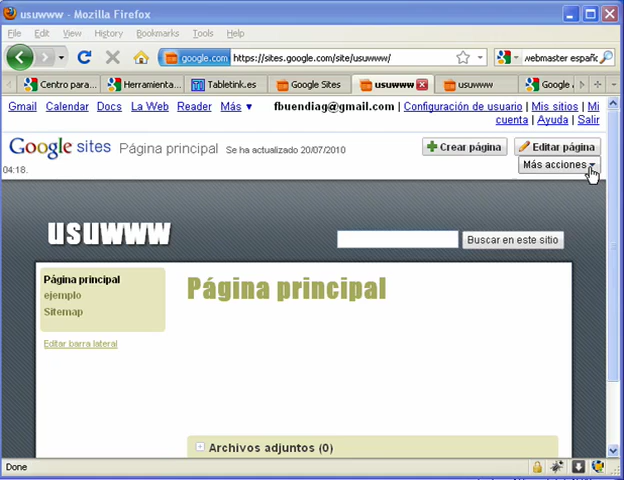 usuwww - Mozilla Firefox
File Edit View History Bookmarks Tools Help
google.com https://sites.google.com/site/usuwww/ webmaster españ
Centro para... Herramienta... Tabletink.es Google Sites usuwww usuwww Google
Gmail Calendar Docs La Web Reader Más ▼ fbuendiag@gmail.com | Configuración de usuario | Mis sitios | Mi
cuenta | Ayuda | Salir
Google sites Página principal Se ha actualizado 20/07/2010 Crear página Editar página
04:18. Más acciones
usuwww
Buscar en este sitio
Página principal
ejemplo
Sitemap
Página principal
Editar barra lateral
Archivos adjuntos (0)
Done